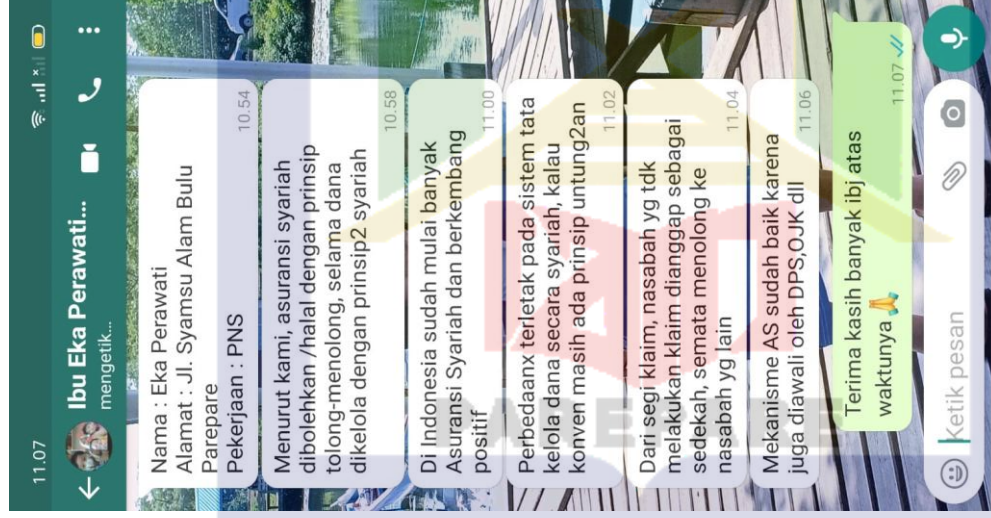 11.07
Ibu Eka Perawati...
mengetik...
Nama : Eka Perawati
Alamat : Jl. Syamsu Alam Bulu
Parepare
Pekerjaan : PNS
10.54
Menurut kami, asuransi syariah
dibolehkan /halal dengan prinsip
tolong-menolong, selama dana
dikelola dengan prinsip2 syariah
10.58
Di Indonesia sudah mulai banyak
Asuransi Syariah dan berkembang
positif
11.00
Perbedaanx terletak pada sistem tata
kelola dana secara syariah, kalau
konven masih ada prinsip untung2an
11.02
Dari segi klaim, nasabah yg tdk
melakukan klaim dianggap sebagai
sedekah, semata menolong ke
nasabah yg lain
11.04
Mekanisme AS sudah baik karena
juga diawali oleh DPS,OJK dll
11.06
Terima kasih banyak ibj atas
waktunya 🙏
11.07
Ketik pesan
PAREPARE